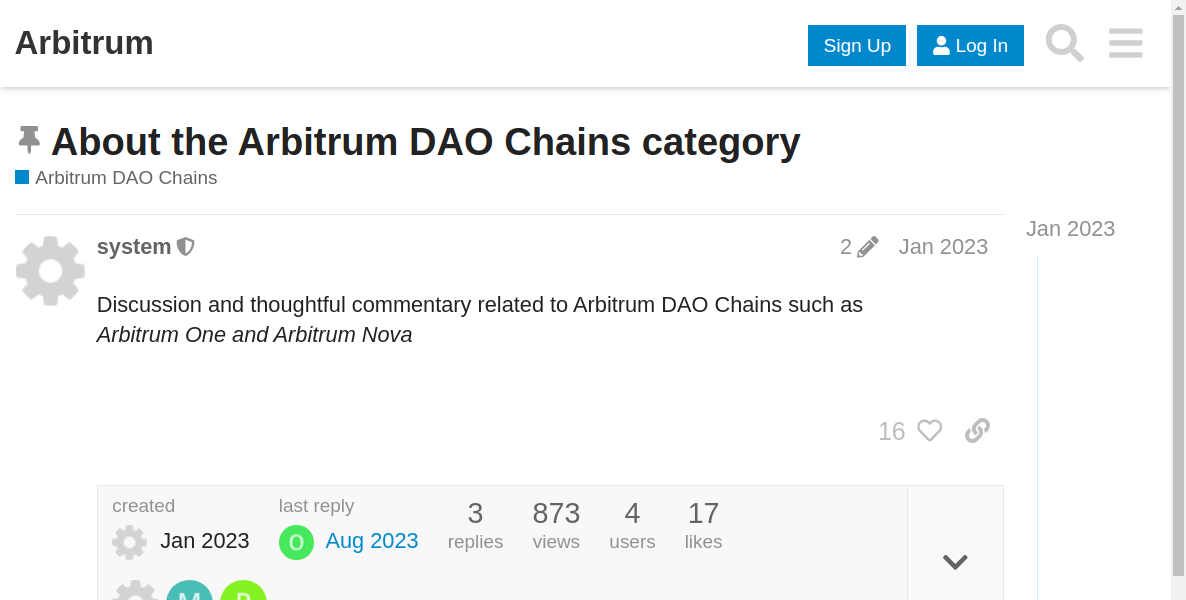 Arbitrum
Sign Up
Log In
About the Arbitrum DAO Chains category
Arbitrum DAO Chains
Jan 2023
system
2
Jan 2023
Discussion and thoughtful commentary related to Arbitrum DAO Chains such as
Arbitrum One and Arbitrum Nova
16
created
Jan 2023
last reply
O
Aug 2023
3
replies
873
views
4
users
17
likes
M